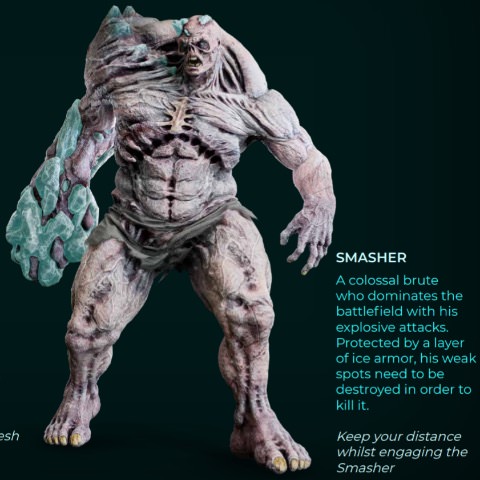 SMASHER
A colossal brute
who dominates the
battlefield with his
explosive attacks.
Protected by a layer
of ice armor, his weak
spots need to be
destroyed in order to
kill it.
esh
Keep your distance
whilst engaging the
Smasher